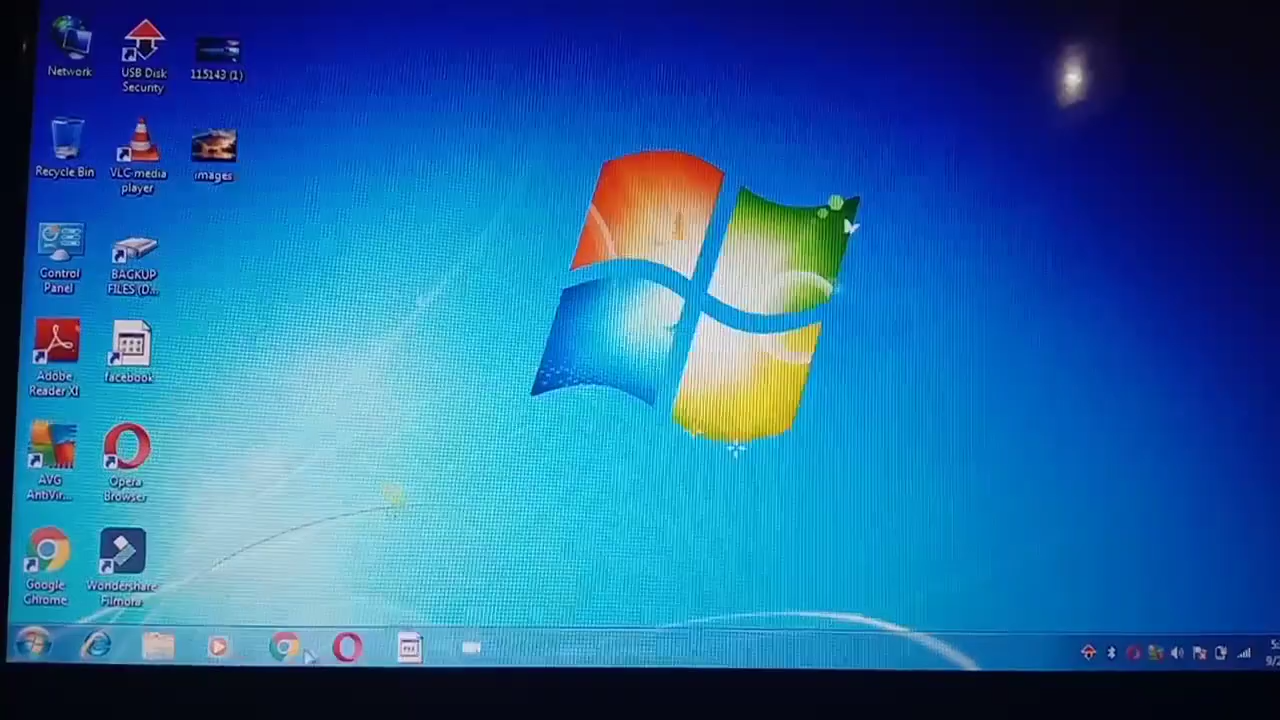 Network
USB Disk
Security
115143 (1)
Recycle Bin
VLC media
player
images
Control
Panel
BACKUP
FILES (D...
Adobe
Reader XI
facebook
AVG
AntiVir...
Opera
Browser
Google
Chrome
Wondershare
Filmora